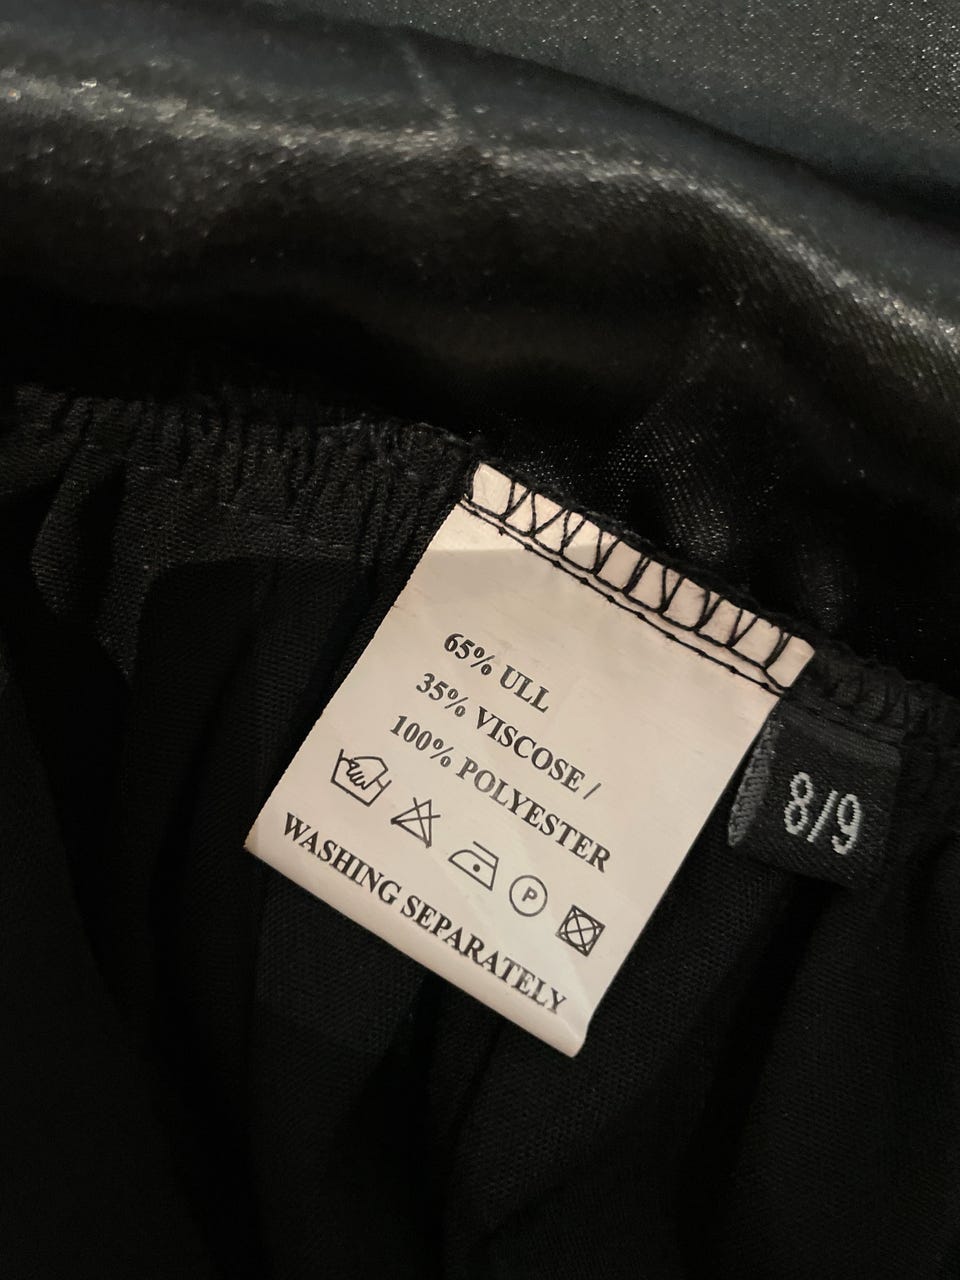 65% ULL
35% VISCOSE /
100% POLYESTER
P
WASHING SEPARATELY
8/9